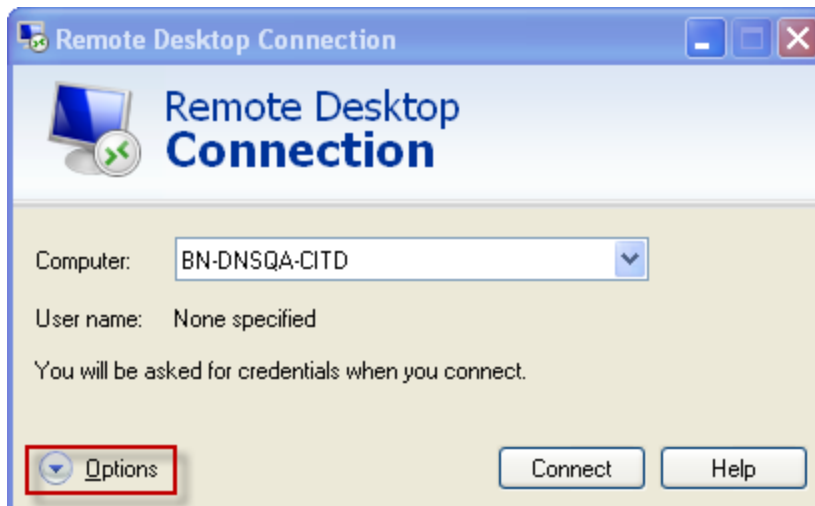 Remote Desktop Connection
Remote Desktop
Connection
Computer: BN-DNSQA-CITD
User name: None specified
You will be asked for credentials when you connect.
Options Connect Help